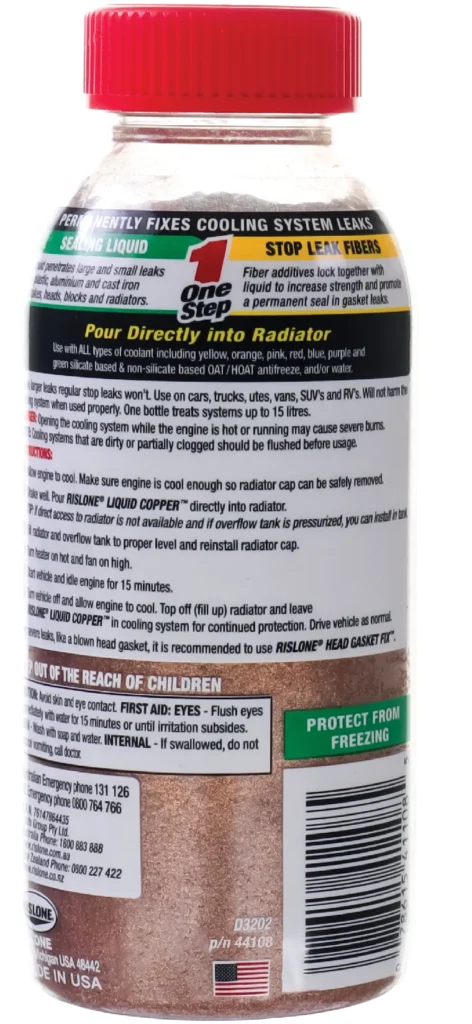 PERMANENTLY FIXES COOLING SYSTEM LEAKS
SEALING LIQUID
penetrates large and small leaks
plastic, aluminium and cast iron
heads, blocks and radiators.
1
One
Step
STOP LEAK FIBERS
Fiber additives lock together with
liquid to increase strength and promote
a permanent seal in gasket leaks.
Pour Directly into Radiator
Use with ALL types of coolant including yellow, orange, pink, red, blue, purple and
green silicate based & non-silicate based OAT/HOAT antifreeze, and/or water.
larger leaks regular stop leaks won't. Use on cars, trucks, utes, vans, SUV's and RV's. Will not harm the
system when used properly. One bottle treats systems up to 15 litres.
Opening the cooling system while the engine is hot or running may cause severe burns.
Cooling systems that are dirty or partially clogged should be flushed before usage.
engine to cool. Make sure engine is cool enough so radiator cap can be safely removed.
well. Pour RISLONE® LIQUID COPPER™ directly into radiator.
If direct access to radiator is not available and if overflow tank is pressurized, you can install in tank
radiator and overflow tank to proper level and reinstall radiator cap.
heater on hot and fan on high.
vehicle and idle engine for 15 minutes.
vehicle off and allow engine to cool. Top off (fill up) radiator and leave
RISLONE® LIQUID COPPER™ in cooling system for continued protection. Drive vehicle as normal.
leaks, like a blown head gasket, it is recommended to use RISLONE® HEAD GASKET FIX™.
OUT OF THE REACH OF CHILDREN
Avoid skin and eye contact. FIRST AID: EYES - Flush eyes
with water for 15 minutes or until irritation subsides.
- Wash with soap and water. INTERNAL - If swallowed, do not
vomiting, call doctor.
PROTECT FROM
FREEZING
Emergency phone 131 126
Emergency phone 0800 764 766
76147864435
Group Pty Ltd.
Phone: 1800 883 888
.rislone.com.au
Zealand Phone: 0800 227 422
.rislone.co.nz
USA 48442
IN USA
D3202
p/n 44108